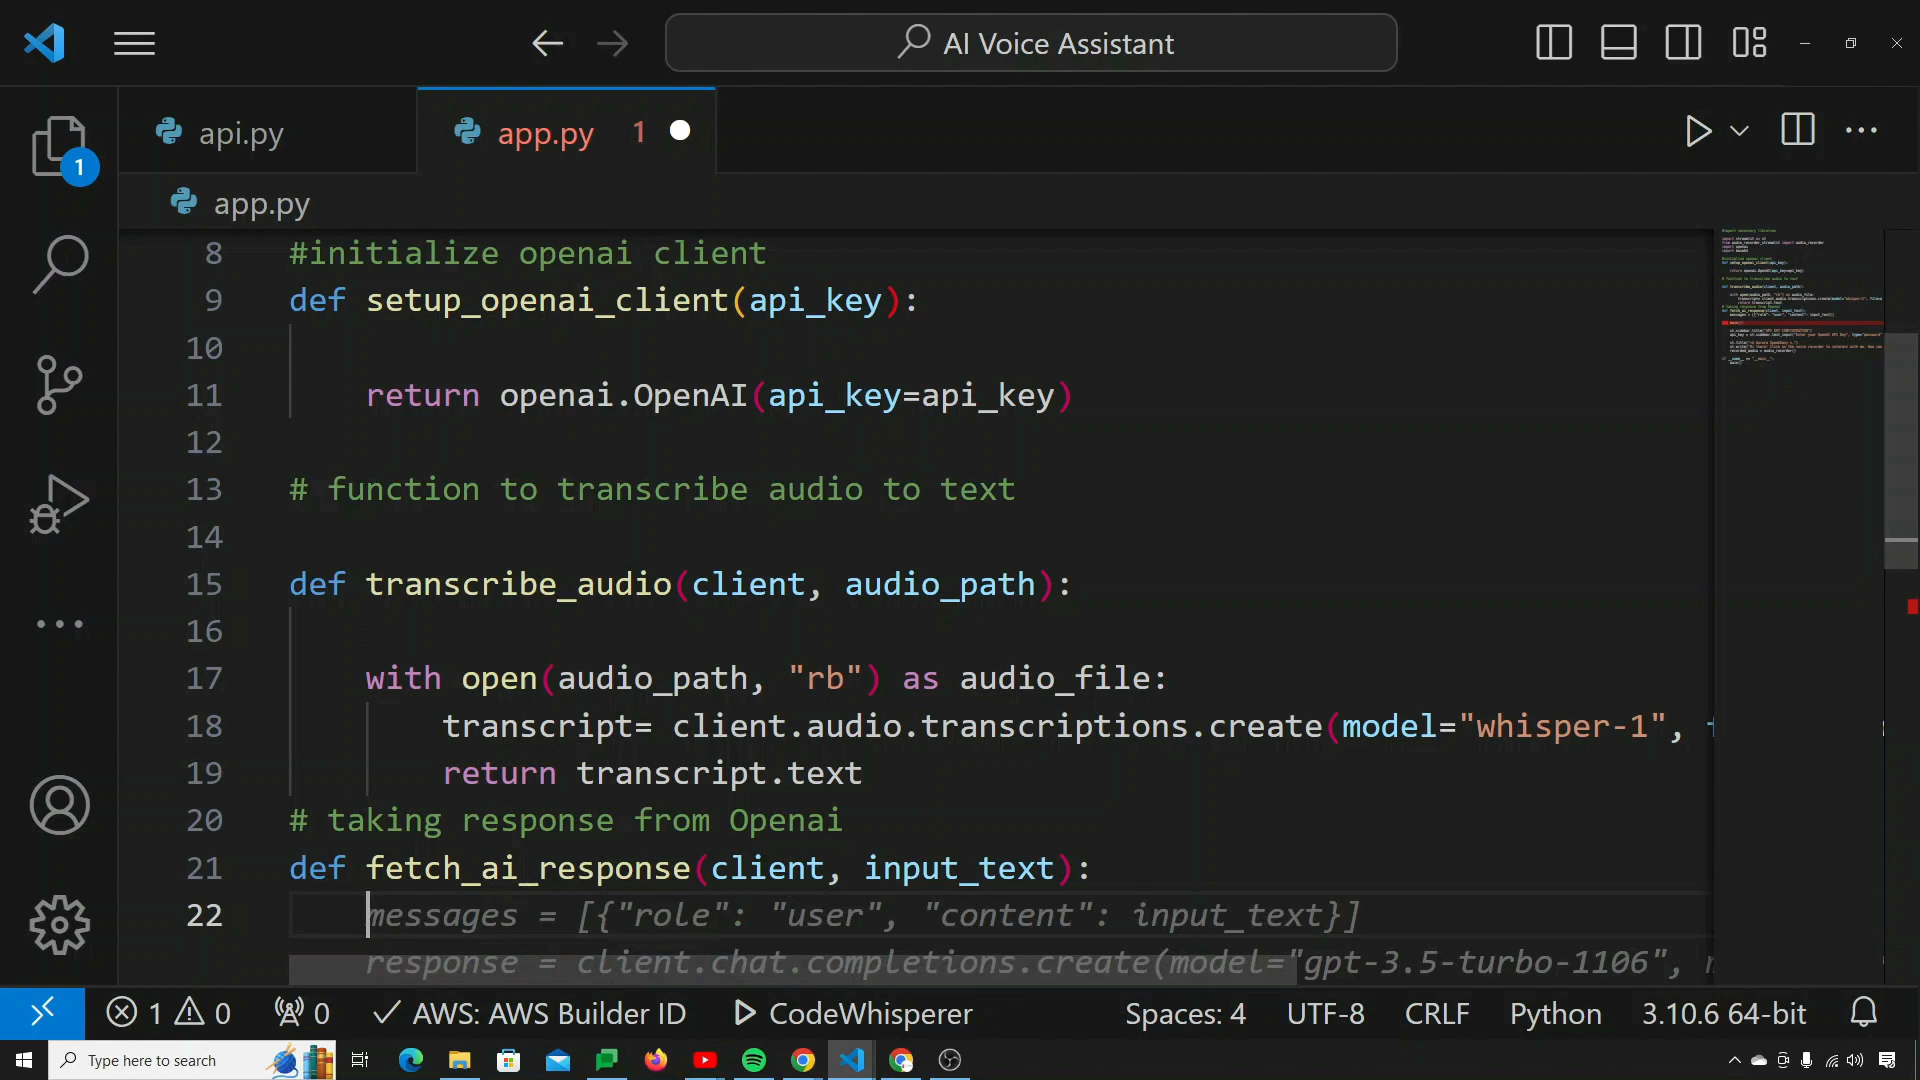 AI Voice Assistant
api.py
app.py 1
1
app.py
8 #initialize openai client
9 def setup_openai_client(api_key):
10
11 return openai.OpenAI(api_key=api_key)
12
13 # function to transcribe audio to text
14
15 def transcribe_audio(client, audio_path):
16
17 with open(audio_path, "rb") as audio_file:
18 transcript= client.audio.transcriptions.create(model="whisper-1",
19 return transcript.text
20 # taking response from Openai
21 def fetch_ai_response(client, input_text):
22 messages = [{"role": "user", "content": input_text}]
response = client.chat.completions.create(model="gpt-3.5-turbo-1106",
1 0 0 AWS: AWS Builder ID CodeWhisperer Spaces: 4 UTF-8 CRLF Python 3.10.6 64-bit
Type here to search